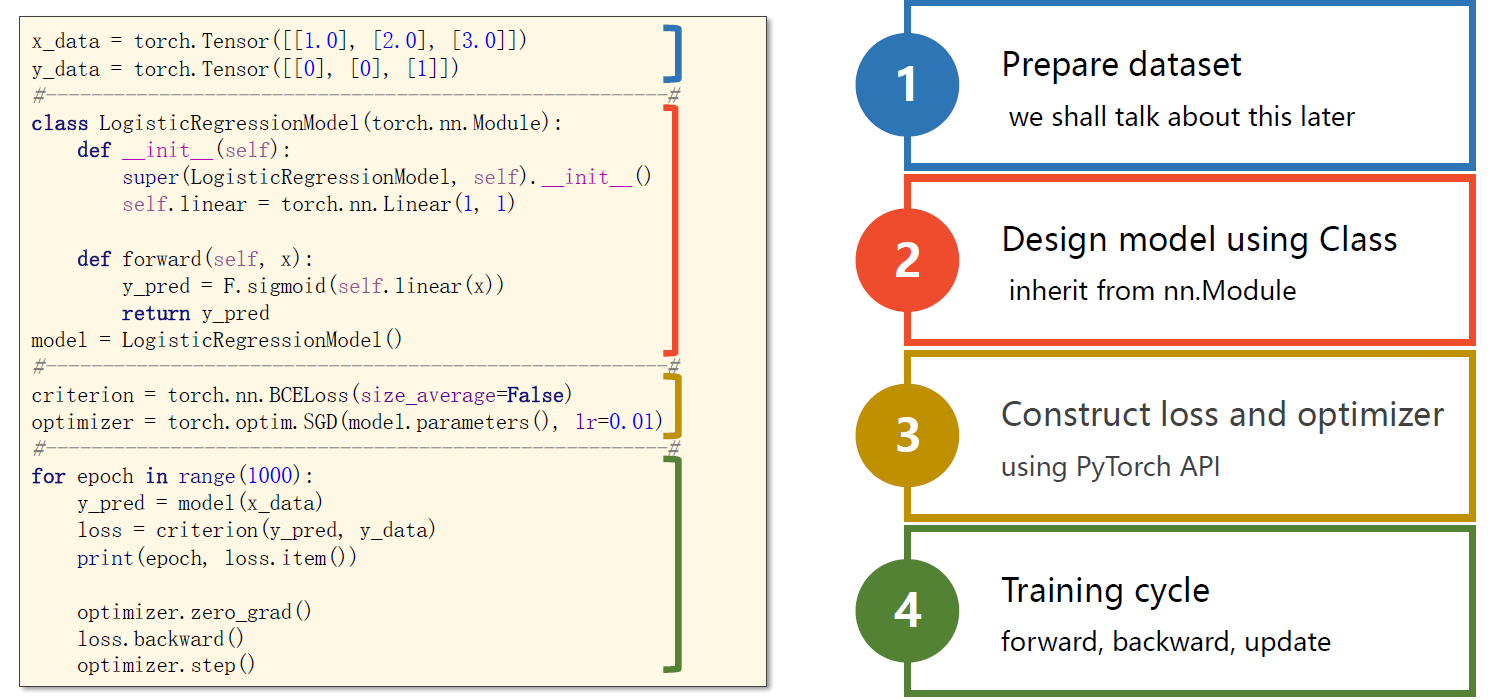 x_data = torch.Tensor([[1.0], [2.0], [3.0]])
y_data = torch.Tensor([[0], [0], [1]])
#-------------------------------------------------------#
class LogisticRegressionModel(torch.nn.Module):
    def __init__(self):
        super(LogisticRegressionModel, self).__init__()
        self.linear = torch.nn.Linear(1, 1)

    def forward(self, x):
        y_pred = F.sigmoid(self.linear(x))
        return y_pred
model = LogisticRegressionModel()
#-------------------------------------------------------#
criterion = torch.nn.BCELoss(size_average=False)
optimizer = torch.optim.SGD(model.parameters(), lr=0.01)
#-------------------------------------------------------#
for epoch in range(1000):
    y_pred = model(x_data)
    loss = criterion(y_pred, y_data)
    print(epoch, loss.item())

    optimizer.zero_grad()
    loss.backward()
    optimizer.step()
1
Prepare dataset
we shall talk about this later
2
Design model using Class
inherit from nn.Module
3
Construct loss and optimizer
using PyTorch API
4
Training cycle
forward, backward, update